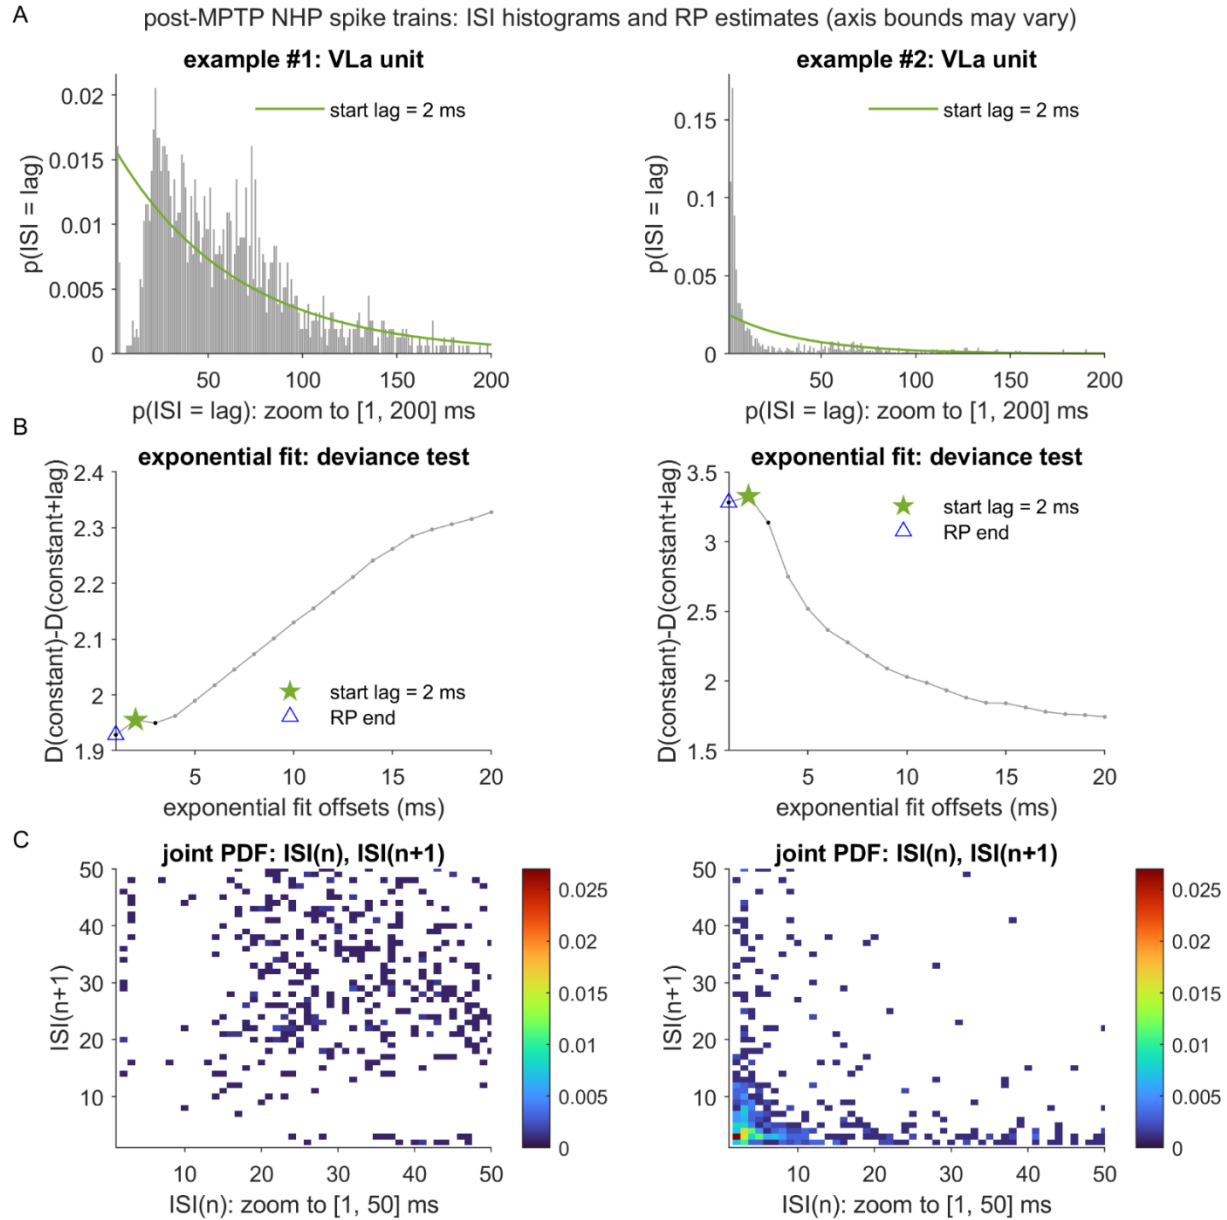 A
post-MPTP NHP spike trains: ISI histograms and RP estimates (axis bounds may vary)
example #1: VLa unit
start lag = 2 ms
p(ISI = lag)
0.02
0.015
0.01
0.005
0
50
100
150
200
p(ISI = lag): zoom to [1, 200] ms
example #2: VLa unit
start lag = 2 ms
p(ISI = lag)
0.15
0.1
0.05
0
50
100
150
200
p(ISI = lag): zoom to [1, 200] ms
B
exponential fit: deviance test
D(constant)-D(constant+lag)
2.4
2.3
2.2
2.1
2
1.9
start lag = 2 ms
RP end
5
10
15
20
exponential fit offsets (ms)
exponential fit: deviance test
D(constant)-D(constant+lag)
3.5
3
2.5
2
1.5
start lag = 2 ms
RP end
5
10
15
20
exponential fit offsets (ms)
C
joint PDF: ISI(n), ISI(n+1)
ISI(n+1)
50
40
30
20
10
10
20
30
40
50
ISI(n): zoom to [1, 50] ms
0.025
0.02
0.015
0.01
0.005
0
joint PDF: ISI(n), ISI(n+1)
ISI(n+1)
50
40
30
20
10
10
20
30
40
50
ISI(n): zoom to [1, 50] ms
0.025
0.02
0.015
0.01
0.005
0